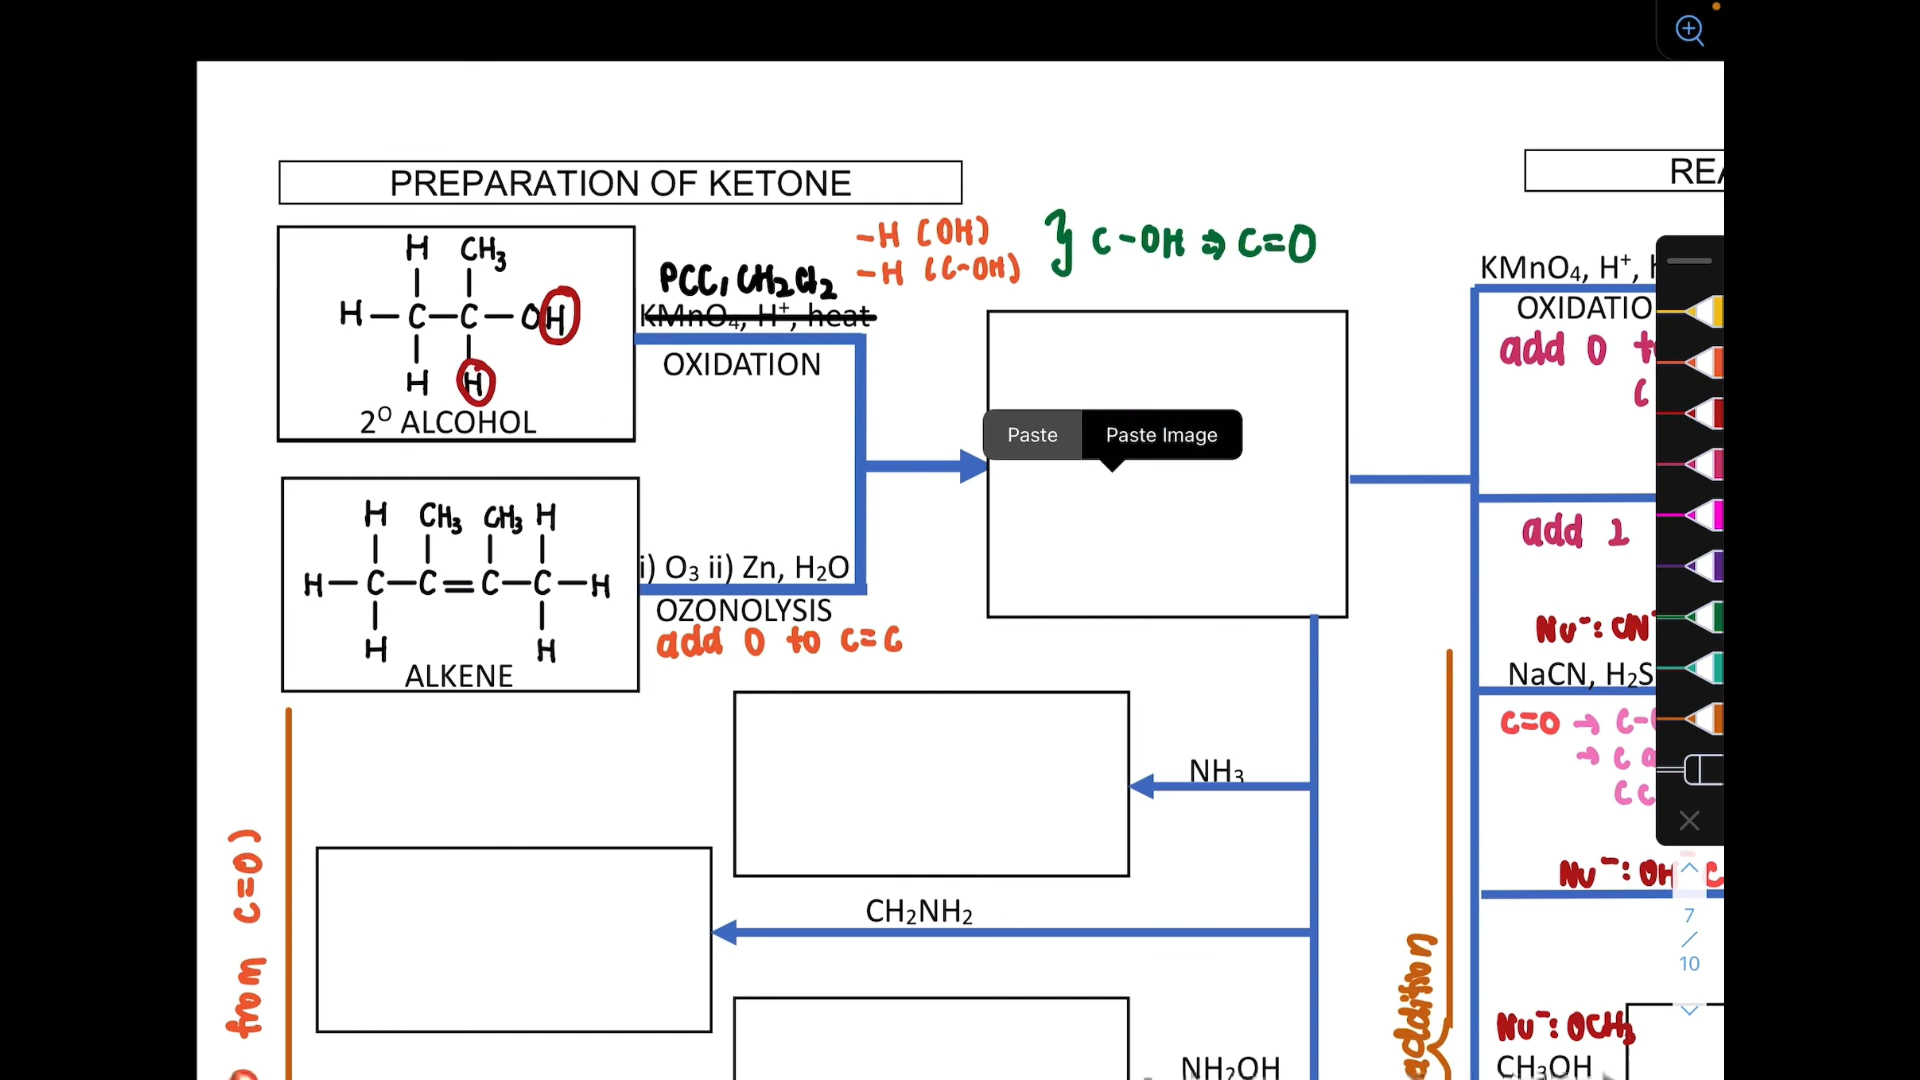 PREPARATION OF KETONE
REA
H CH3
H-C-C-OH
H H
2O ALCOHOL
PCC, CH2Cl2
KMnO4, H+, heat
OXIDATION
-H (OH)
-H (C-OH)
} C-OH ⇒ C=O
H CH3 CH3 H
H-C-C=C-C-H
H H
ALKENE
i) O3 ii) Zn, H2O
OZONOLYSIS
add O to C=C
Paste
Paste Image
KMnO4, H+,
OXIDATIO
add O
C
add 2
Nu-: CN
NaCN, H2S
C=O → C-
→ C
C
Nu-: OH- C
Nu-: OCH3
CH3OH
NH3
CH2NH2
NH2OH
from C=O)
addition
7
/
10